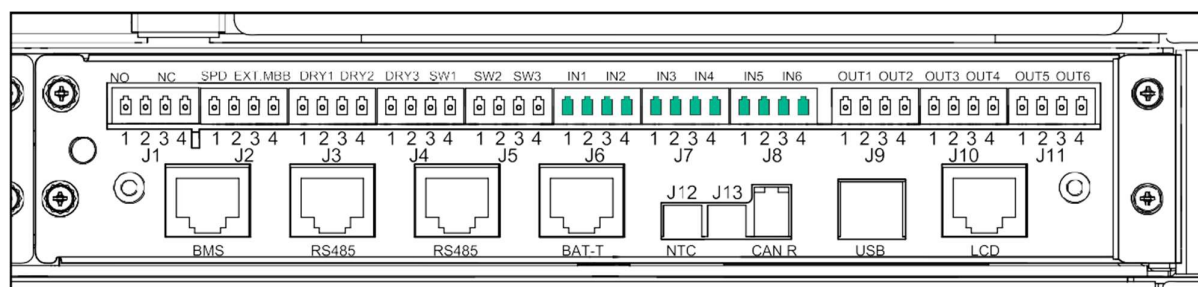 NO NC SPD EXT.MBB DRY1 DRY2 DRY3 SW1 SW2 SW3 IN1 IN2 IN3 IN4 IN5 IN6 OUT1 OUT2 OUT3 OUT4 OUT5 OUT6
1 2 3 4 1 2 3 4 1 2 3 4 1 2 3 4 1 2 3 4 1 2 3 4 1 2 3 4 1 2 3 4 1 2 3 4 1 2 3 4 1 2 3 4
J1 J2 J3 J4 J5 J6 J7 J8 J9 J10 J11
J12 J13
BMS RS485 RS485 BAT-T NTC CAN R USB LCD